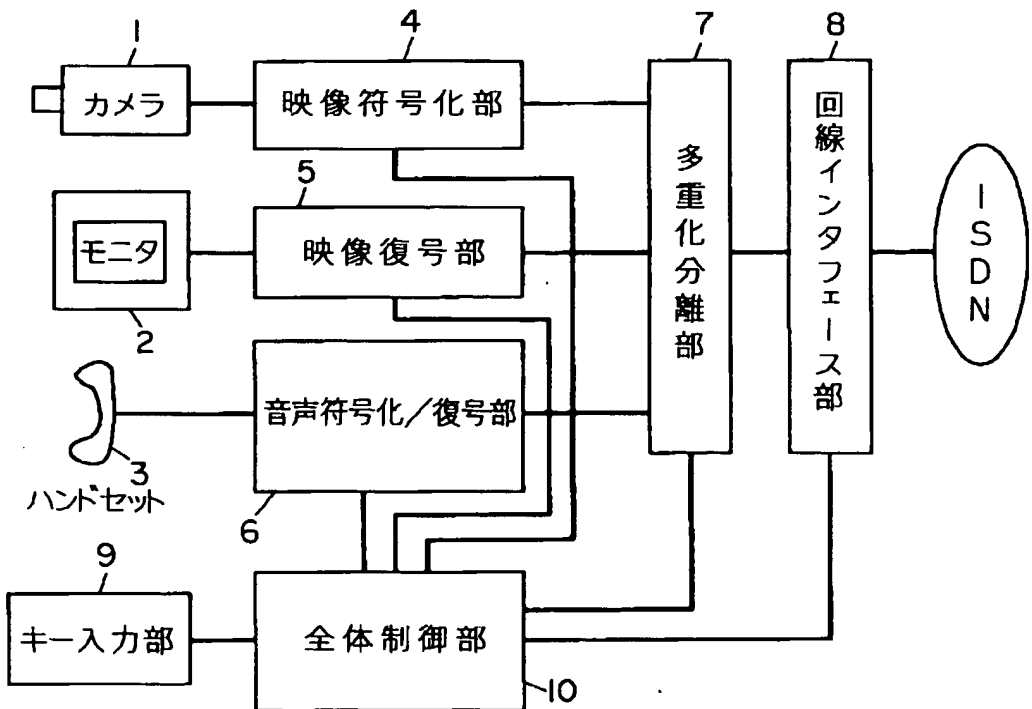 1
カメラ
4
映像符号化部
7
多重化分離部
8
回線インタフェース部
ISDN
モニタ
2
5
映像復号部
3
ハンドセット
音声符号化/復号部
6
9
キー入力部
全体制御部
10